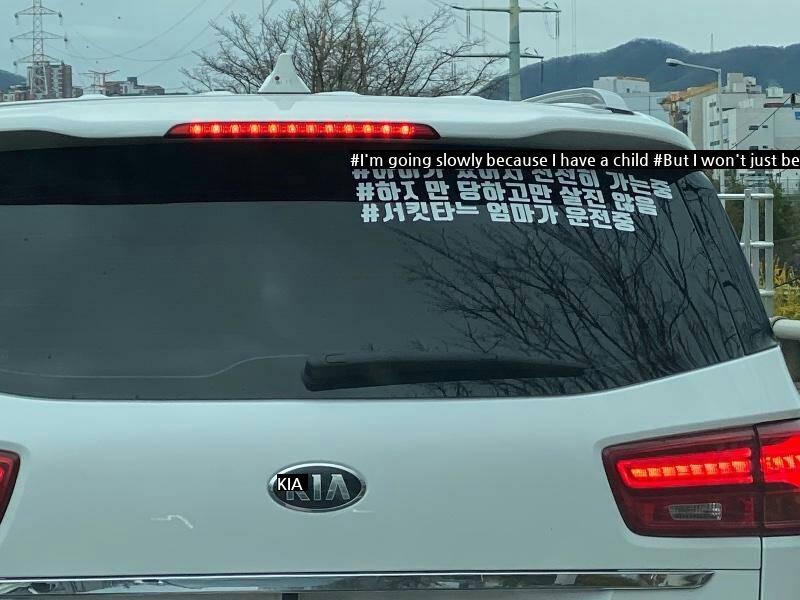 #I'm going slowly because I have a child #But I won't just be
천천히 가는중
#하지만 당하고만 살진 않음
#서킷타는 엄마가 운전중
KIA
KIA